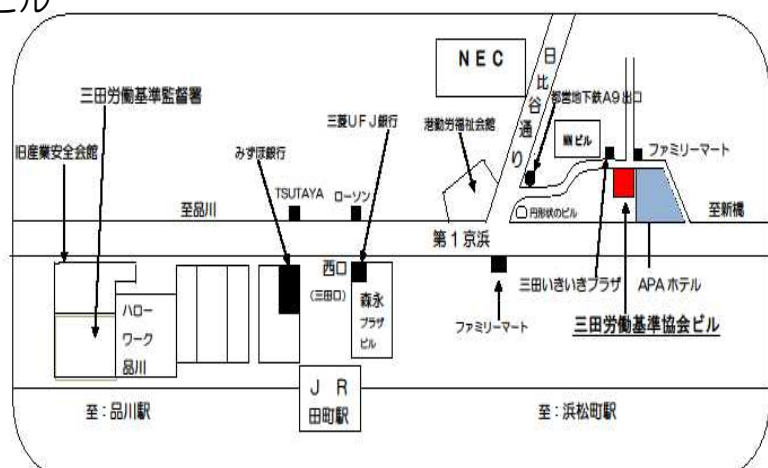 ビル
NEC
日比谷通り
三田労働基準監督署
都営地下鉄A9出口
三菱UFJ銀行
港勤労福祉会館
NNビル
ファミリーマート
旧産業安全会館
みずほ銀行
TSUTAYA
ローソン
至品川
円形状のビル
至新橋
第1京浜
西口
(三田口)
森永
プラザ
ビル
三田いきいきプラザ
APAホテル
ハロー
ワーク
品川
ファミリーマート
三田労働基準協会ビル
JR
田町駅
至:品川駅
至:浜松町駅